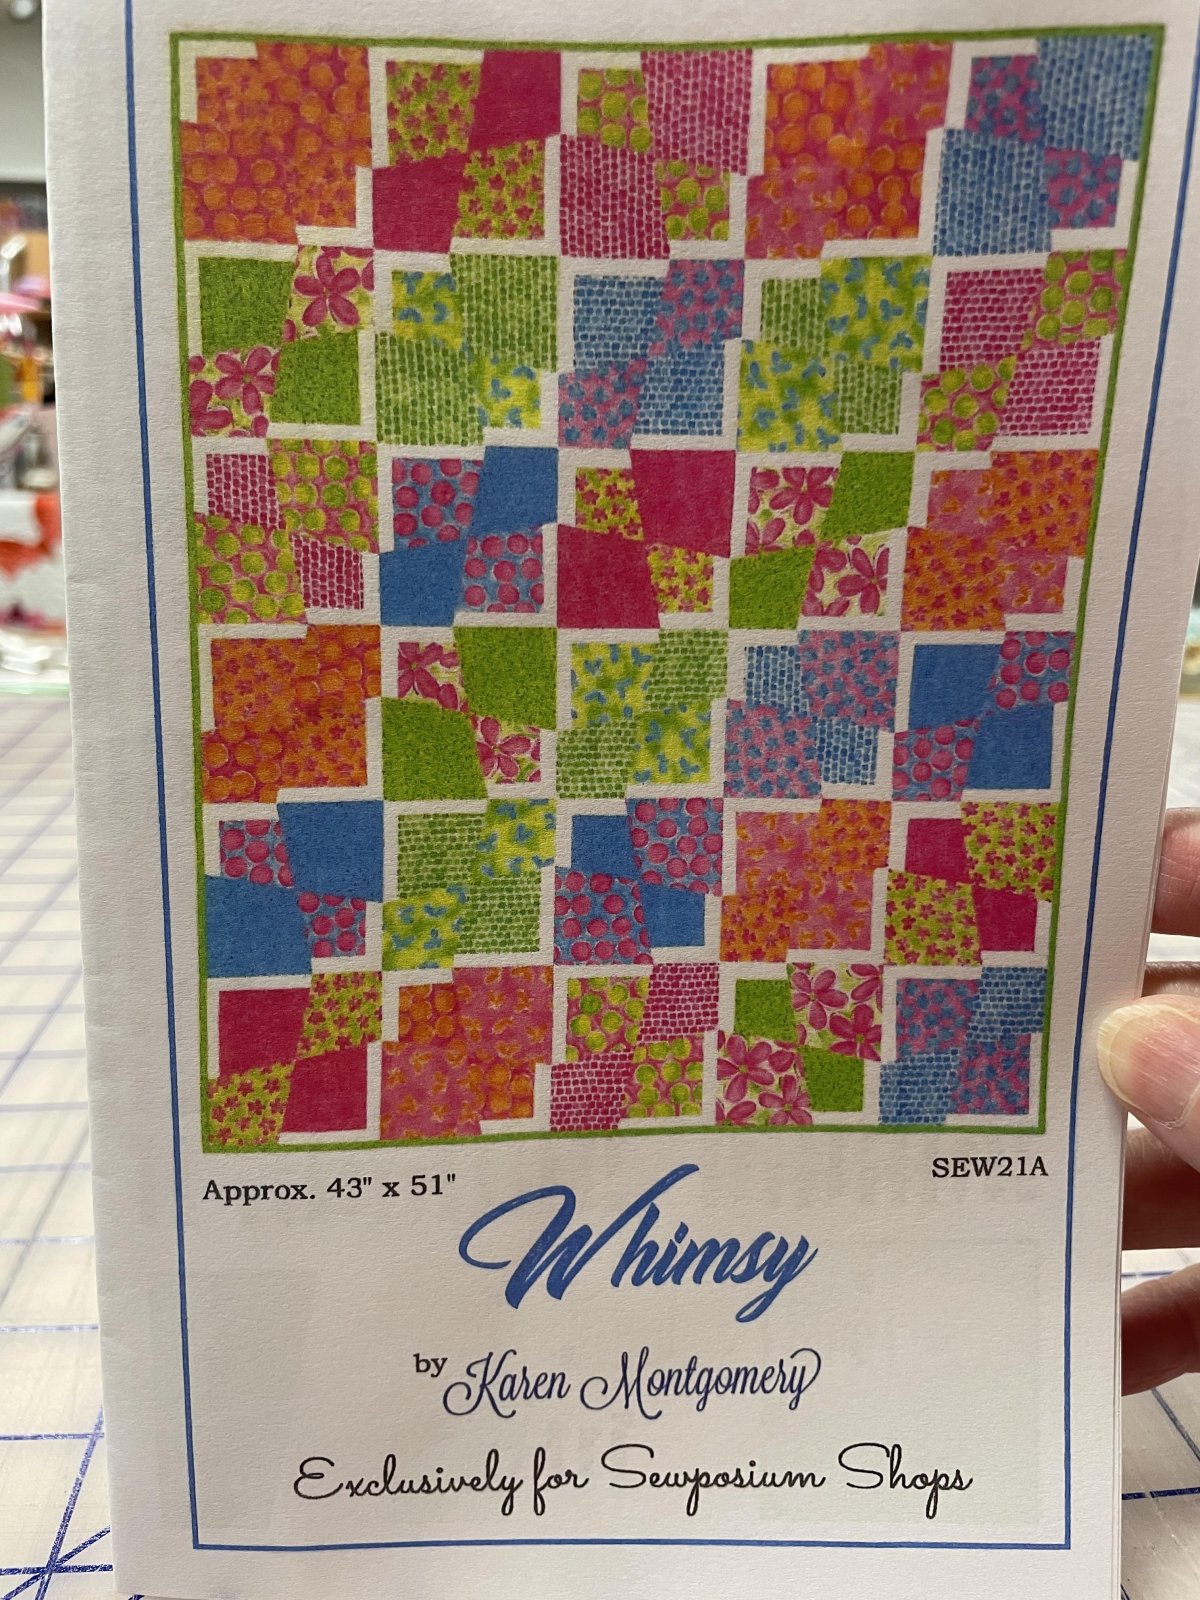 Approx. 43" x 51"
SEW21A
Whimsy
by Karen Montgomery
Exclusively for Sewposium Shops